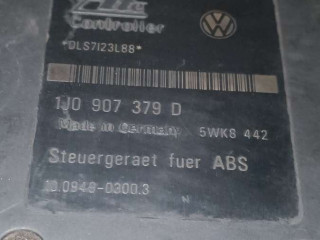 Controller
*DLS7I23L88*
1J0 907 379 D
Made in Germany 5WK8 442
Steuergeraet fuer ABS
10.0948-0300.3